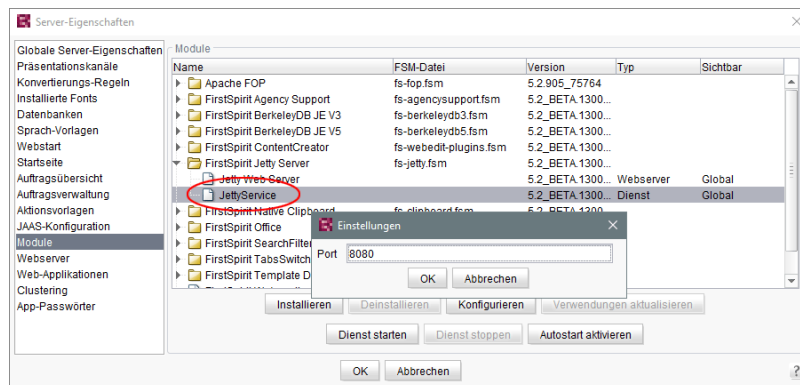 Server-Eigenschaften
Globale Server-Eigenschaften
Präsentationskanäle
Konvertierungs-Regeln
Installierte Fonts
Datenbanken
Sprach-Vorlagen
Webstart
Startseite
Auftragsübersicht
Auftragsverwaltung
Aktionsvorlagen
JAAS-Konfiguration
Module
Webserver
Web-Applikationen
Clustering
App-Passwörter
Module
Name FSM-Datei Version Typ Sichtbar
Apache FOP fs-fop.fsm 5.2.905_75764
FirstSpirit Agency Support fs-agencysupport.fsm 5.2_BETA.1300...
FirstSpirit BerkeleyDB JE V3 fs-berkeleydb3.fsm 5.2_BETA.1300...
FirstSpirit BerkeleyDB JE V5 fs-berkeleydb5.fsm 5.2_BETA.1300...
FirstSpirit ContentCreator fs-webedit-plugins.fsm 5.2_BETA.1300...
FirstSpirit Jetty Server fs-jetty.fsm 5.2_BETA.1300...
Jetty Web Server 5.2_BETA.1300... Webserver Global
JettyService 5.2_BETA.1300... Dienst Global
FirstSpirit Native Clipboard fs-clipboard.fsm 5.2_BETA.1300...
FirstSpirit Office
FirstSpirit SearchFilter
FirstSpirit TabsSwitch
FirstSpirit Template D
Einstellungen
Port 8080
OK Abbrechen
Installieren Deinstallieren Konfigurieren Verwendungen aktualisieren
Dienst starten Dienst stoppen Autostart aktivieren
OK Abbrechen
?